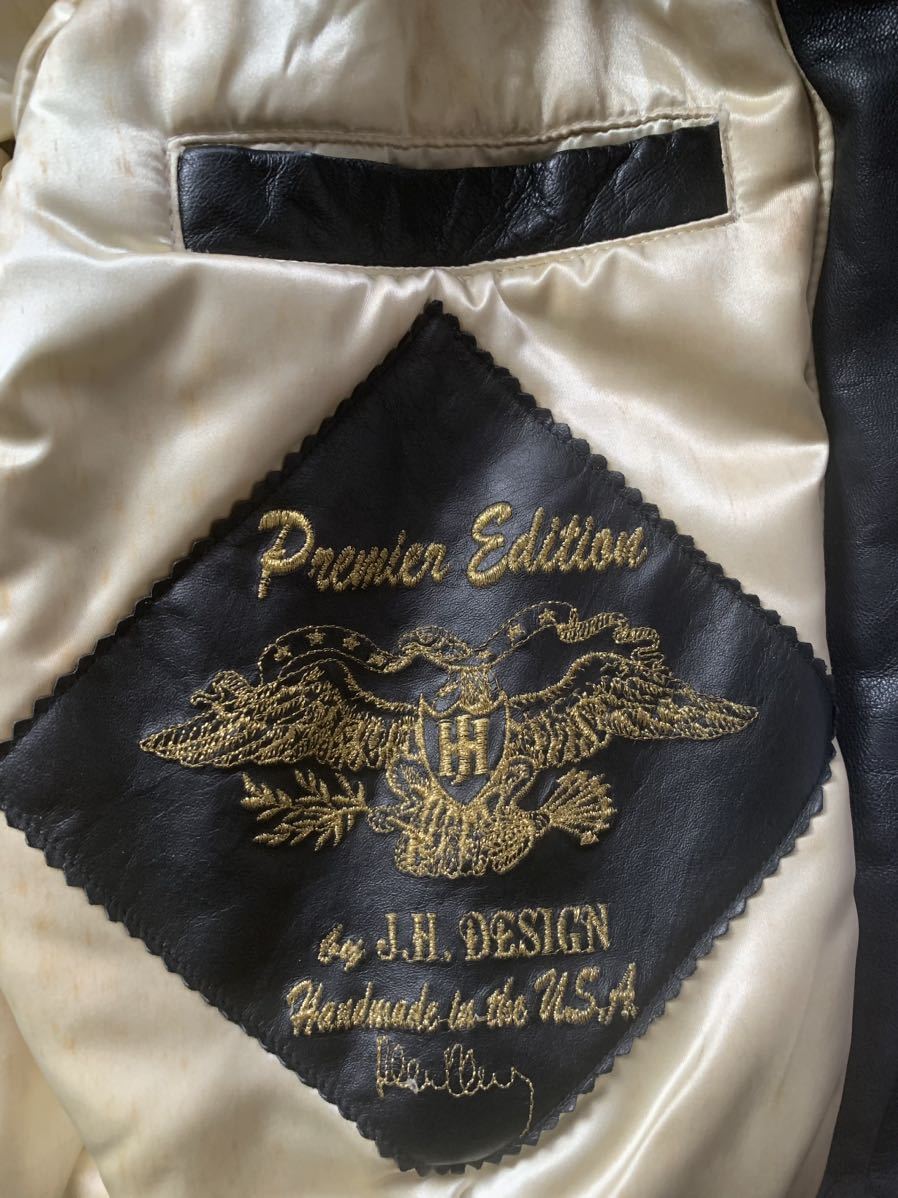 Premier Edition
JH
by J.H. DESIGN
Handmade in the U.S.A